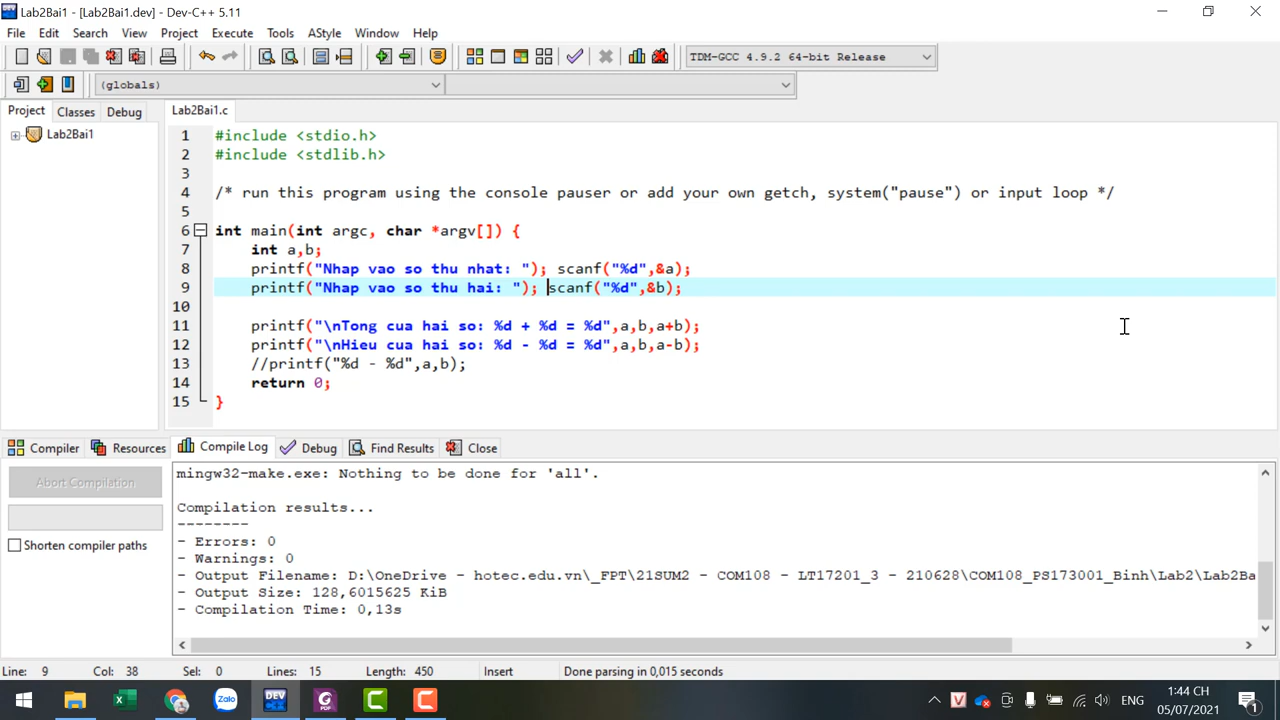 Lab2Bai1 - [Lab2Bai1.dev] - Dev-C++ 5.11
File Edit Search View Project Execute Tools AStyle Window Help
TDM-GCC 4.9.2 64-bit Release
(globals)
Project Classes Debug Lab2Bai1.c
Lab2Bai1
1 #include <stdio.h>
2 #include <stdlib.h>
3
4 /* run this program using the console pauser or add your own getch, system("pause") or input loop */
5
6 int main(int argc, char *argv[]) {
7 int a,b;
8 printf("Nhap vao so thu nhat: "); scanf("%d",&a);
9 printf("Nhap vao so thu hai: "); scanf("%d",&b);
10
11 printf("\nTong cua hai so: %d + %d = %d",a,b,a+b);
12 printf("\nHieu cua hai so: %d - %d = %d",a,b,a-b);
13 //printf("%d - %d",a,b);
14 return 0;
15 }
Compiler Resources Compile Log Debug Find Results Close
Abort Compilation
Shorten compiler paths
mingw32-make.exe: Nothing to be done for 'all'.
Compilation results...
--------
- Errors: 0
- Warnings: 0
- Output Filename: D:\OneDrive - hotec.edu.vn\_FPT\21SUM2 - COM108 - LT17201_3 - 210628\COM108_PS173001_Binh\Lab2\Lab2Ba
- Output Size: 128,6015625 KiB
- Compilation Time: 0,13s
Line: 9 Col: 38 Sel: 0 Lines: 15 Length: 450 Insert Done parsing in 0,015 seconds
Zalo DEV PDF C C V ENG
1:44 CH
05/07/2021
1